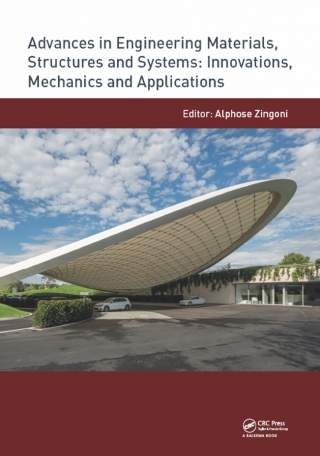 Advances in Engineering Materials,
Structures and Systems: Innovations,
Mechanics and Applications
Editor: Alphose Zingoni
CRC Press
Taylor & Francis Group
A BALKEMA BOOK